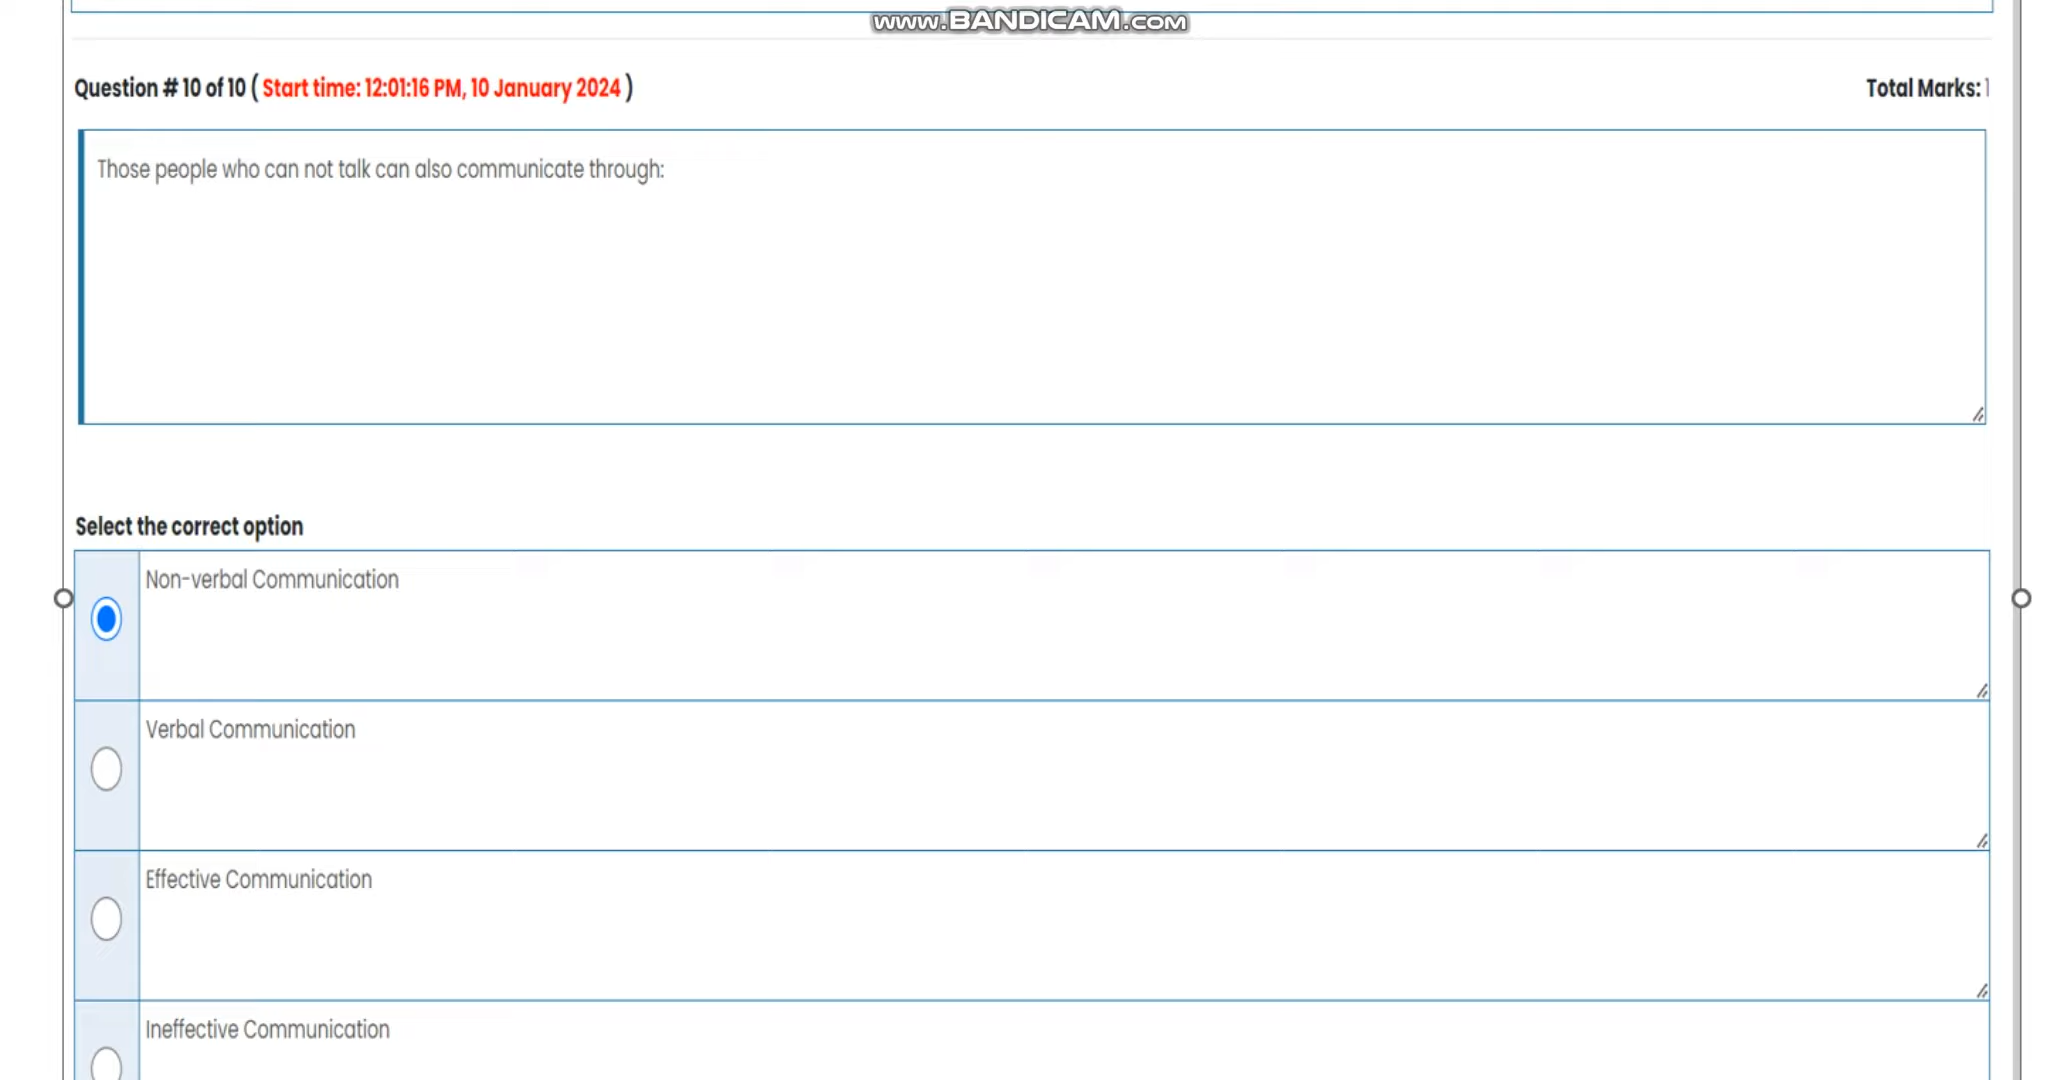 www.BANDICAM.com
Question # 10 of 10 ( Start time: 12:01:16 PM, 10 January 2024 ) Total Marks: 1
Those people who can not talk can also communicate through:
Select the correct option
Non-verbal Communication
Verbal Communication
Effective Communication
Ineffective Communication